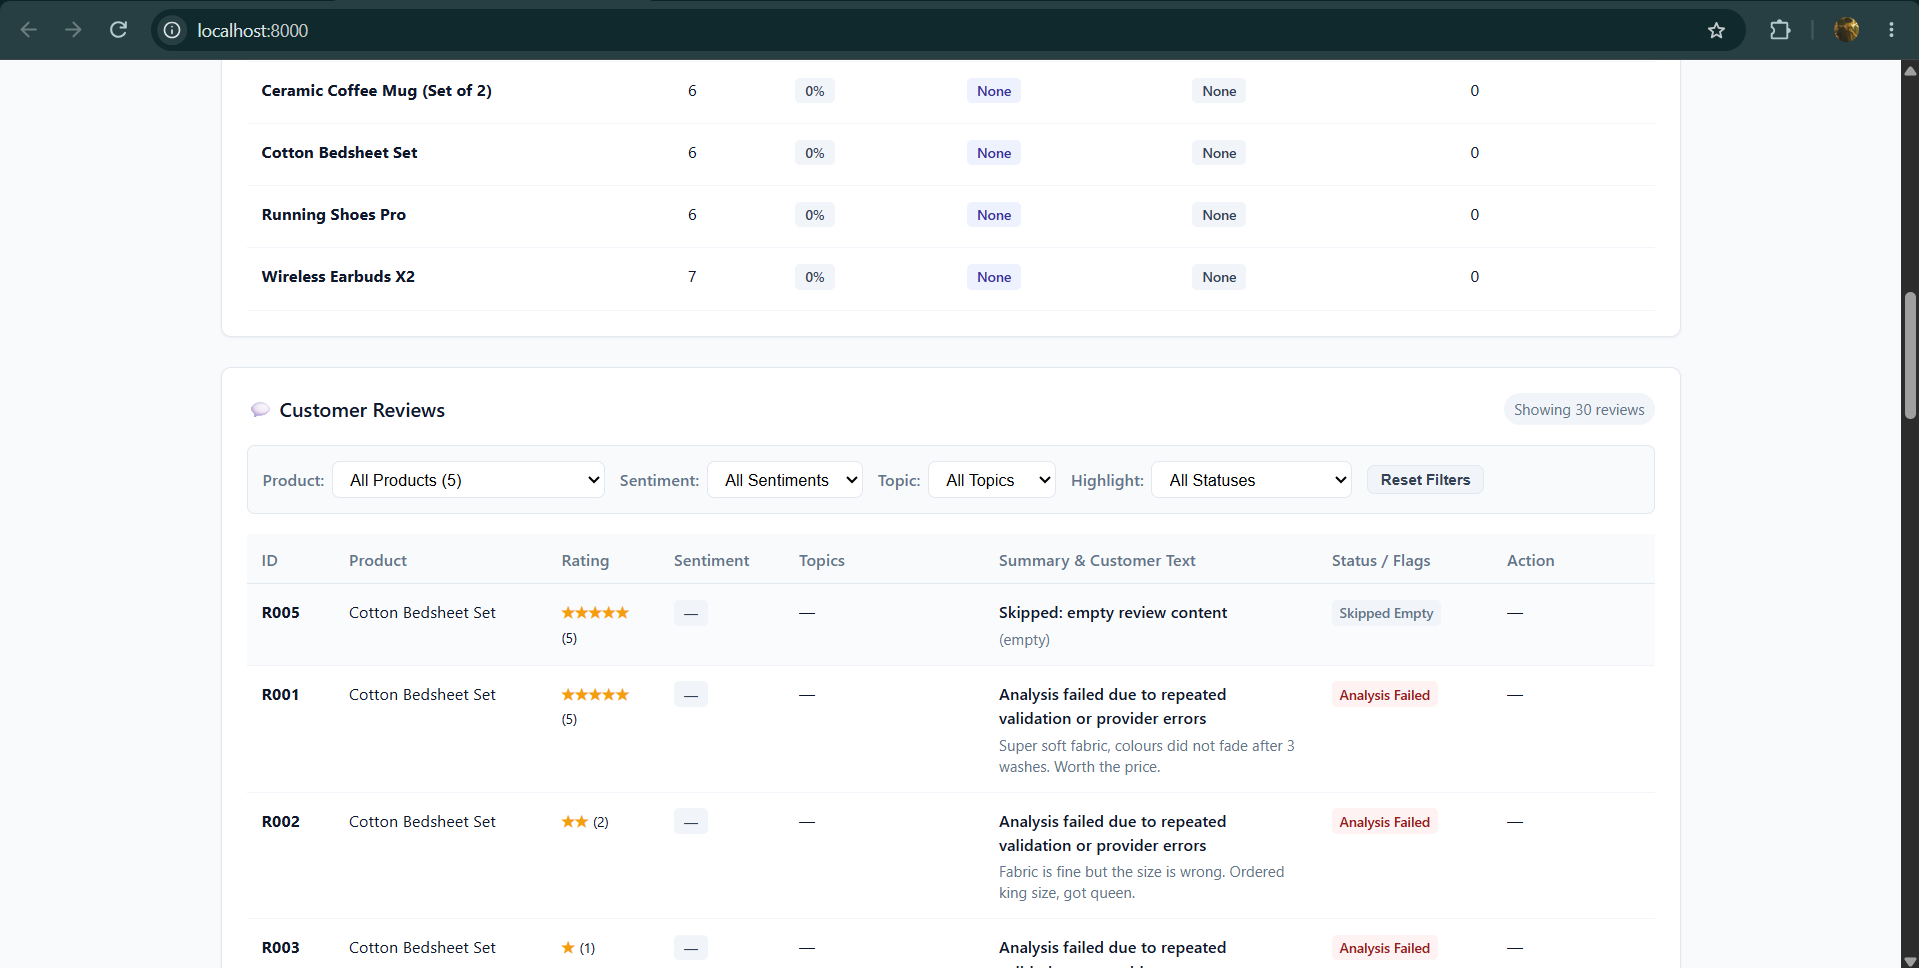 localhost:8000
Ceramic Coffee Mug (Set of 2) 6 0% None None 0
Cotton Bedsheet Set 6 0% None None 0
Running Shoes Pro 6 0% None None 0
Wireless Earbuds X2 7 0% None None 0
Customer Reviews Showing 30 reviews
Product: All Products (5) Sentiment: All Sentiments Topic: All Topics Highlight: All Statuses Reset Filters
ID Product Rating Sentiment Topics Summary & Customer Text Status / Flags Action
R005 Cotton Bedsheet Set ★★★★★ — — Skipped: empty review content Skipped Empty —
(5) (empty)
R001 Cotton Bedsheet Set ★★★★★ — — Analysis failed due to repeated Analysis Failed —
(5) validation or provider errors
Super soft fabric, colours did not fade after 3
washes. Worth the price.
R002 Cotton Bedsheet Set ★★ (2) — — Analysis failed due to repeated Analysis Failed —
validation or provider errors
Fabric is fine but the size is wrong. Ordered
king size, got queen.
R003 Cotton Bedsheet Set ★ (1) — — Analysis failed due to repeated Analysis Failed —